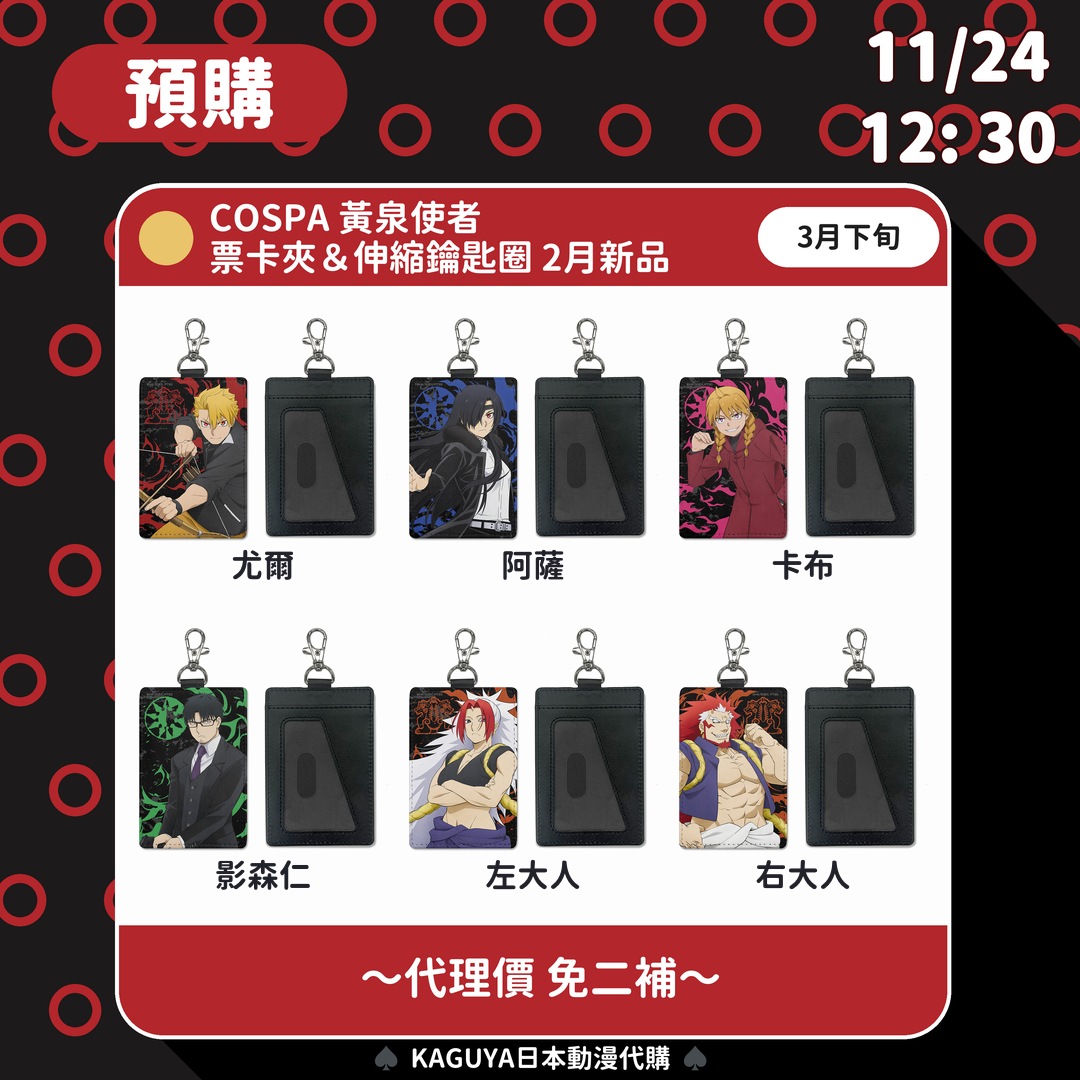 預購
11/24
12:30
COSPA 黃泉使者
票卡夾&伸縮鑰匙圈 2月新品
3月下旬
尤爾
阿薩
卡布
影森仁
左大人
右大人
～代理價 免二補～
♠ KAGUYA日本動漫代購 ♠